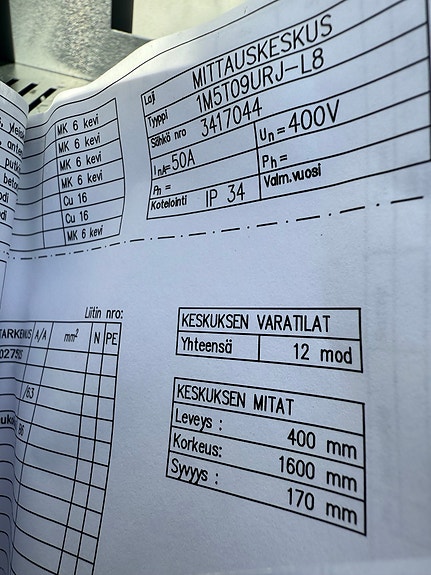 Laji MITTAUSKESKUS
Tyyppi 1M5T09URJ-L8
Sähkö nro 3417044
InA= 50A Un= 400V
Pn = Ph =
Kotelointi IP 34 Valm.vuosi
MK 6 kevi
MK 6 kevi
MK 6 kevi
MK 6 kevi
MK 6 kevi
Cu 16
Cu 16
MK 6 kevi
Liitin nro:
A/A mm² N PE
/63
KESKUKSEN VARATILAT
Yhteensä 12 mod
KESKUKSEN MITAT
Leveys : 400 mm
Korkeus: 1600 mm
Syvyys : 170 mm